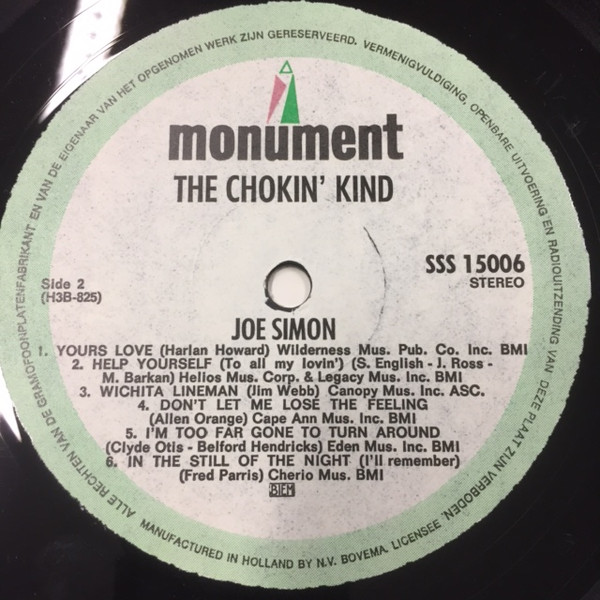 monument
THE CHOKIN' KIND
SSS 15006
STEREO
Side 2
(H3B-825)
JOE SIMON
1. YOURS LOVE (Harlan Howard) Wilderness Mus. Pub. Co. Inc. BMI
2. HELP YOURSELF (To all my lovin') (S. English - J. Ross -
M. Barkan) Helios Mus. Corp. & Legacy Mus. Inc. BMI
3. WICHITA LINEMAN (Jim Webb) Canopy Mus. Inc. ASC.
4. DON'T LET ME LOSE THE FEELING
(Allen Orange) Cape Ann Mus. Inc. BMI
5. I'M TOO FAR GONE TO TURN AROUND
(Clyde Otis - Belford Hendricks) Eden Mus. Inc. BMI
6. IN THE STILL OF THE NIGHT (I'll remember)
(Fred Parris) Cherio Mus. BMI
BIEM
ALLE RECHTEN VAN DE GRAMOFOONPLATENFABRIKANT EN VAN DE EIGENAAR VAN HET OPGENOMEN WERK ZIJN GERESERVEERD. VERMENIGVULDIGING, OPENBARE UITVOERING EN RADIOUITZENDING VAN DEZE PLAAT ZIJN VERBODEN.
MANUFACTURED IN HOLLAND BY N.V. BOVEMA. LICENSEE.